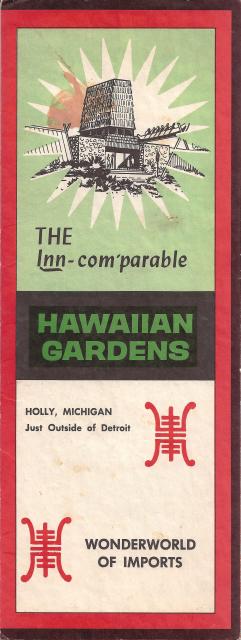 THE
Inn-com'parable
HAWAIIAN
GARDENS
HOLLY, MICHIGAN
Just Outside of Detroit
WONDERWORLD
OF IMPORTS